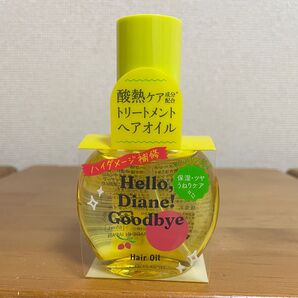 酸熱ケア成分*配合
トリートメント
ヘアオイル
ハイダメージ補修
Hello,
Diane!
Goodbye
保湿・ツヤ
うねりケア
Hair Oil